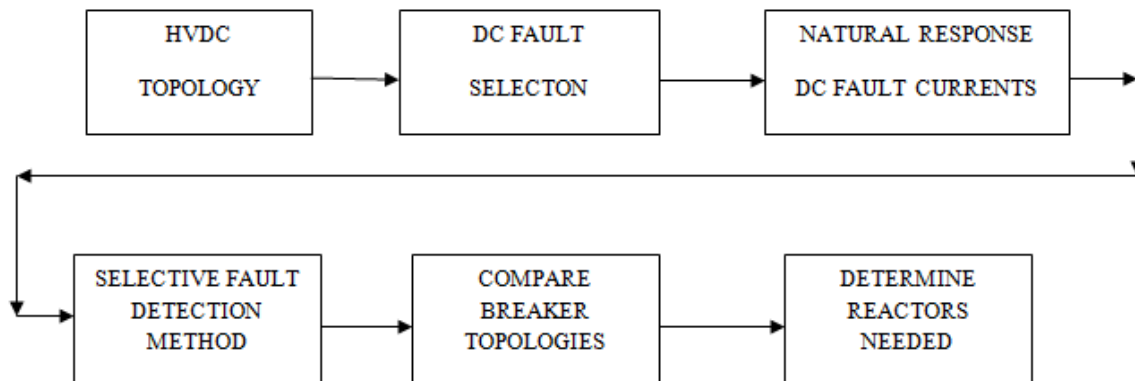 HVDC
TOPOLOGY
DC FAULT
SELECTON
NATURAL RESPONSE
DC FAULT CURRENTS
SELECTIVE FAULT
DETECTION
METHOD
COMPARE
BREAKER
TOPOLOGIES
DETERMINE
REACTORS
NEEDED